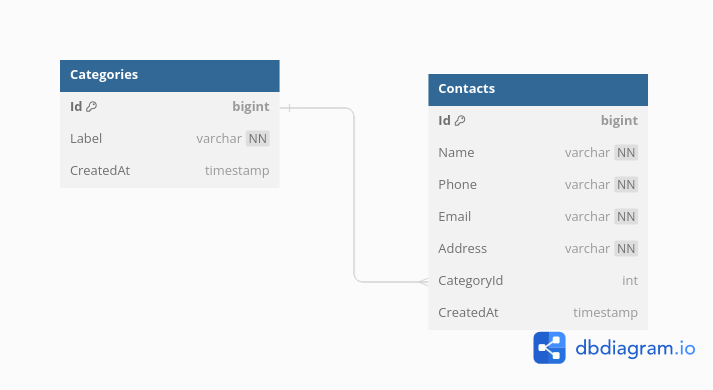 Categories
Id bigint
Label varchar NN
CreatedAt timestamp
Contacts
Id bigint
Name varchar NN
Phone varchar NN
Email varchar NN
Address varchar NN
CategoryId int
CreatedAt timestamp
dbdiagram.io